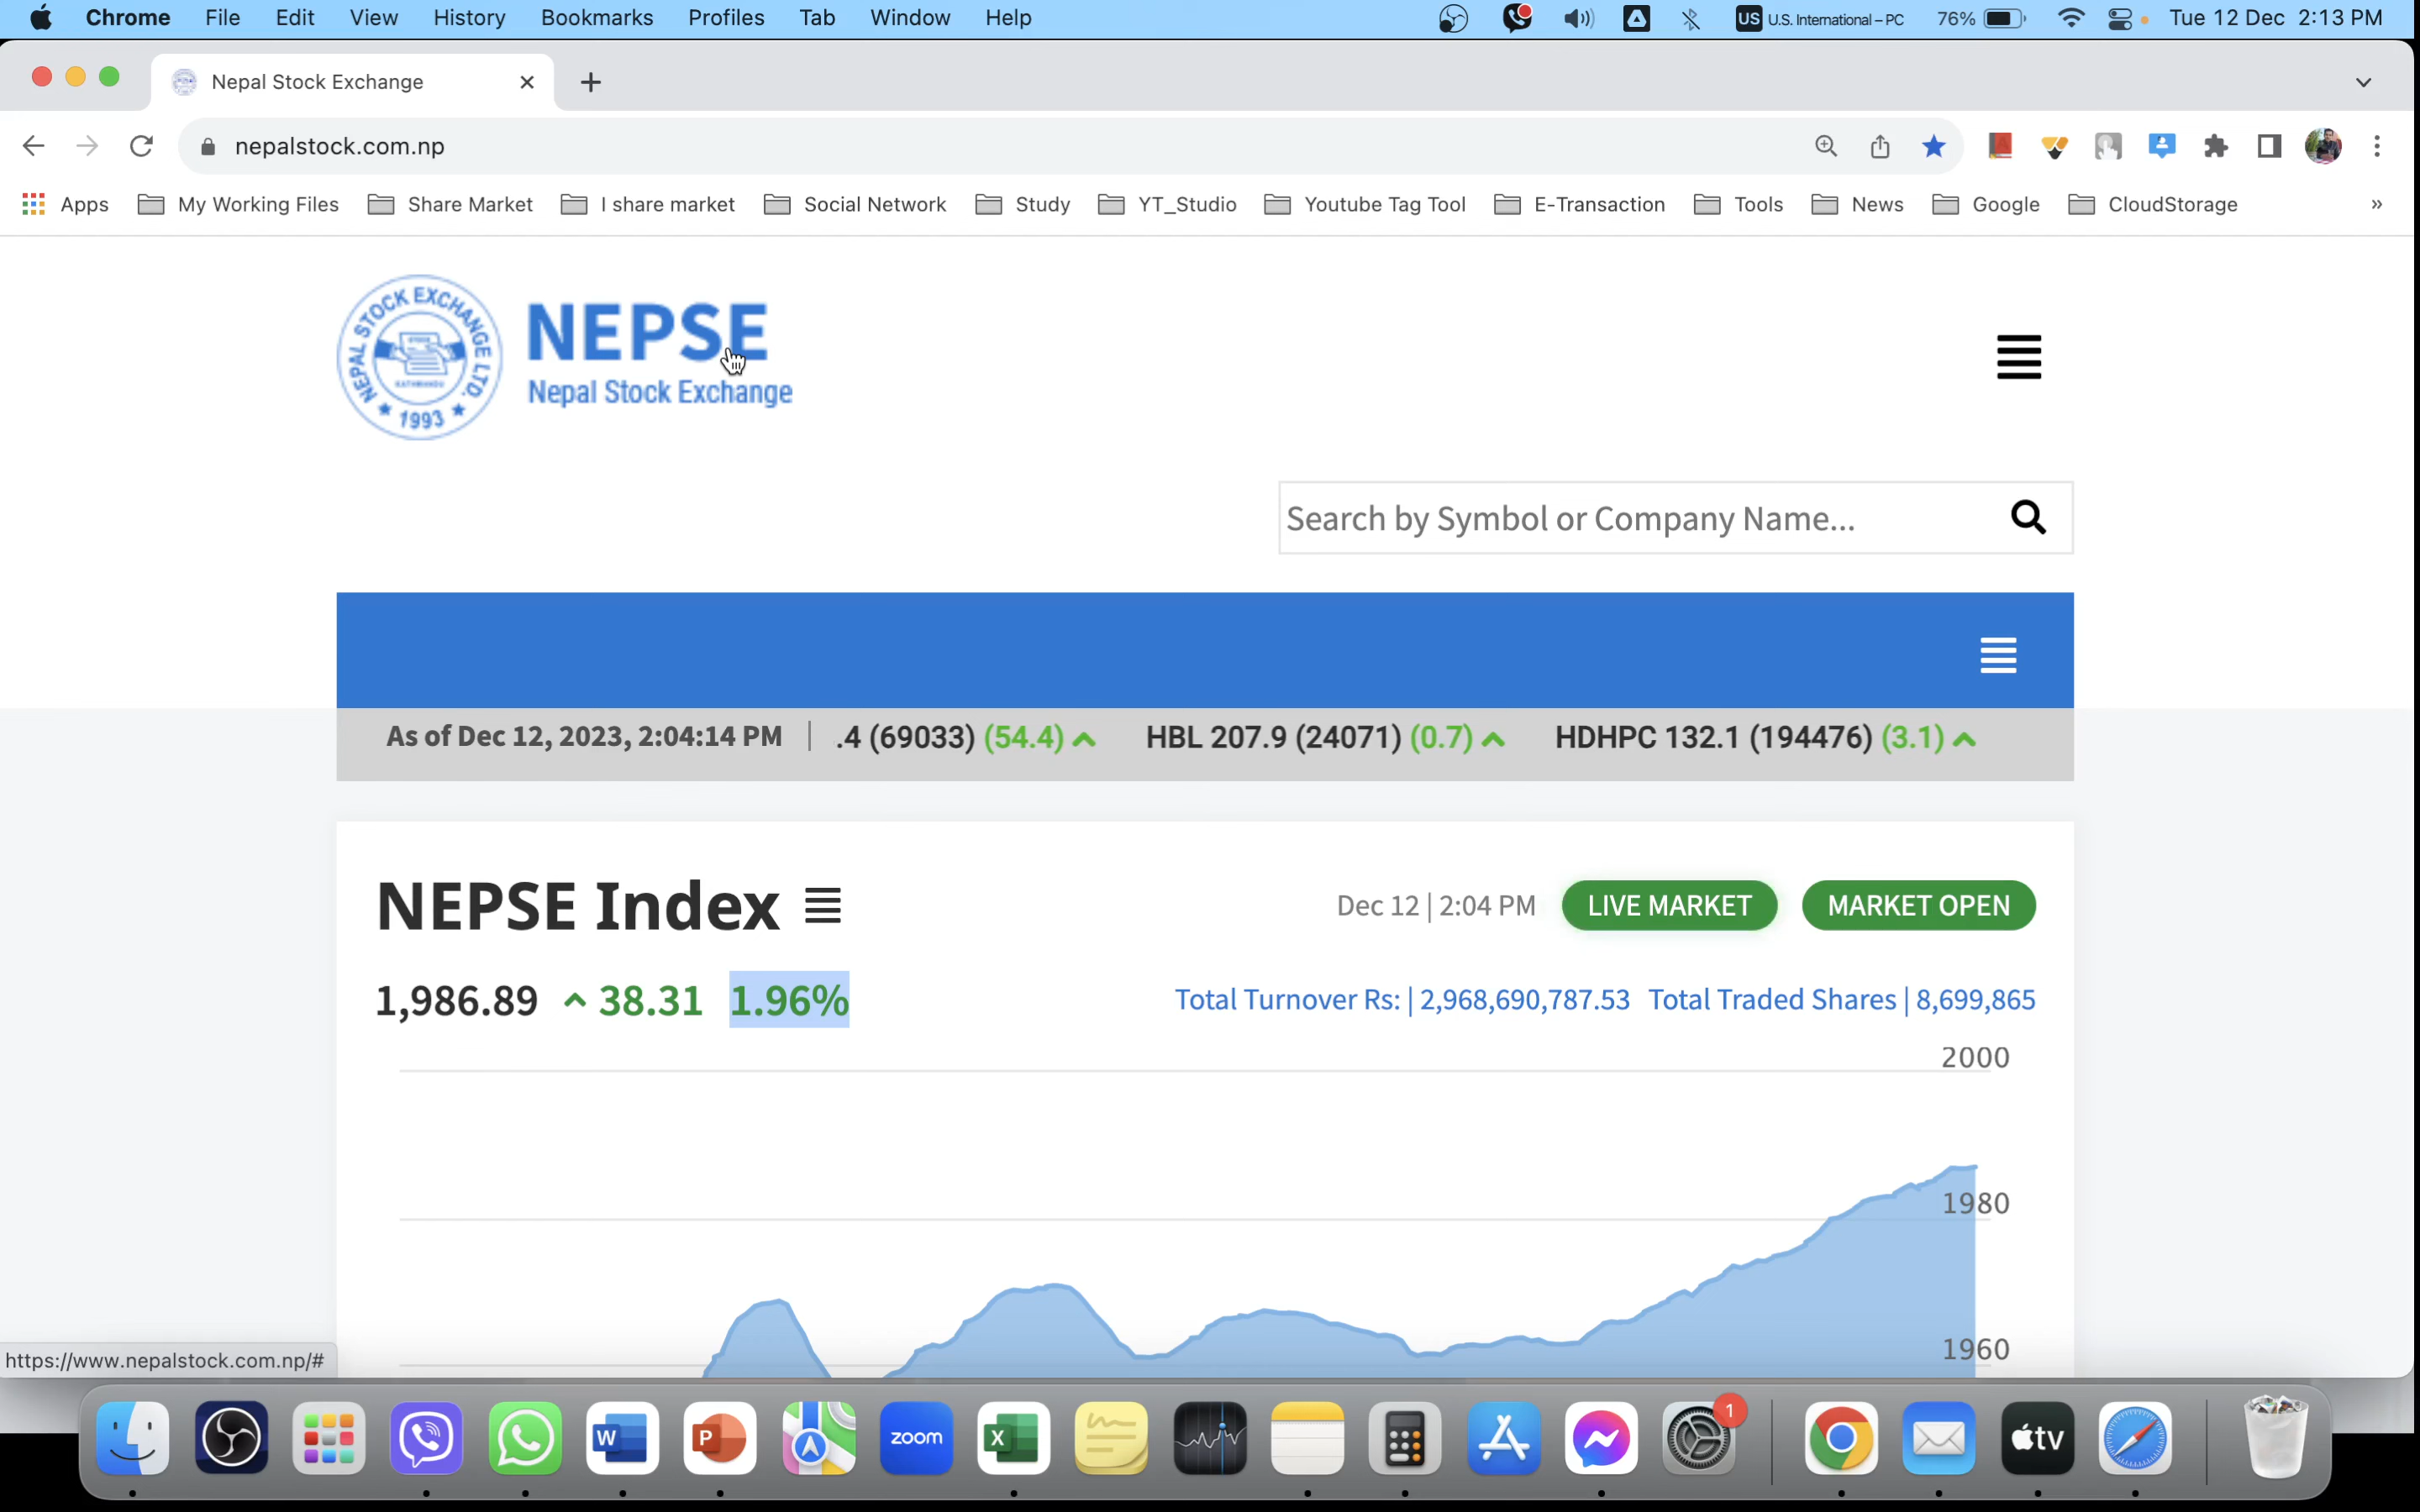 Chrome File Edit View History Bookmarks Profiles Tab Window Help US U.S. International – PC 76% Tue 12 Dec 2:13 PM
Nepal Stock Exchange
nepalstock.com.np
Apps My Working Files Share Market I share market Social Network Study YT_Studio Youtube Tag Tool E-Transaction Tools News Google CloudStorage »
NEPAL STOCK EXCHANGE LTD.
KATHMANDU
1993
NEPSE
Nepal Stock Exchange
Search by Symbol or Company Name...
As of Dec 12, 2023, 2:04:14 PM | .4 (69033) (54.4) HBL 207.9 (24071) (0.7) HDHPC 132.1 (194476) (3.1)
NEPSE Index Dec 12 | 2:04 PM LIVE MARKET MARKET OPEN
1,986.89 38.31 1.96% Total Turnover Rs: | 2,968,690,787.53 Total Traded Shares | 8,699,865
2000
1980
1960
https://www.nepalstock.com.np/#
W P zoom X 1 tv